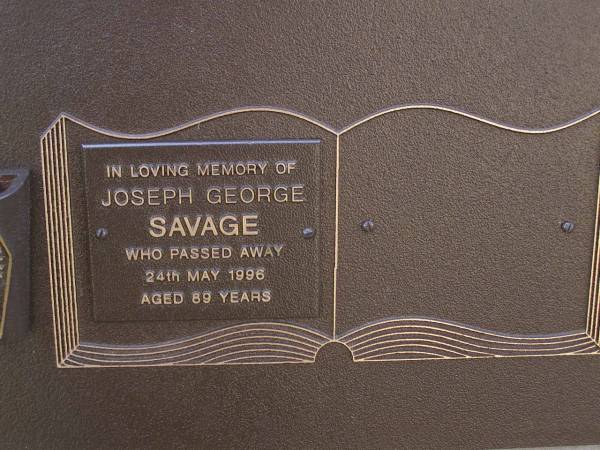 IN LOVING MEMORY OF
JOSEPH GEORGE
SAVAGE
WHO PASSED AWAY
24th MAY 1996
AGED 89 YEARS